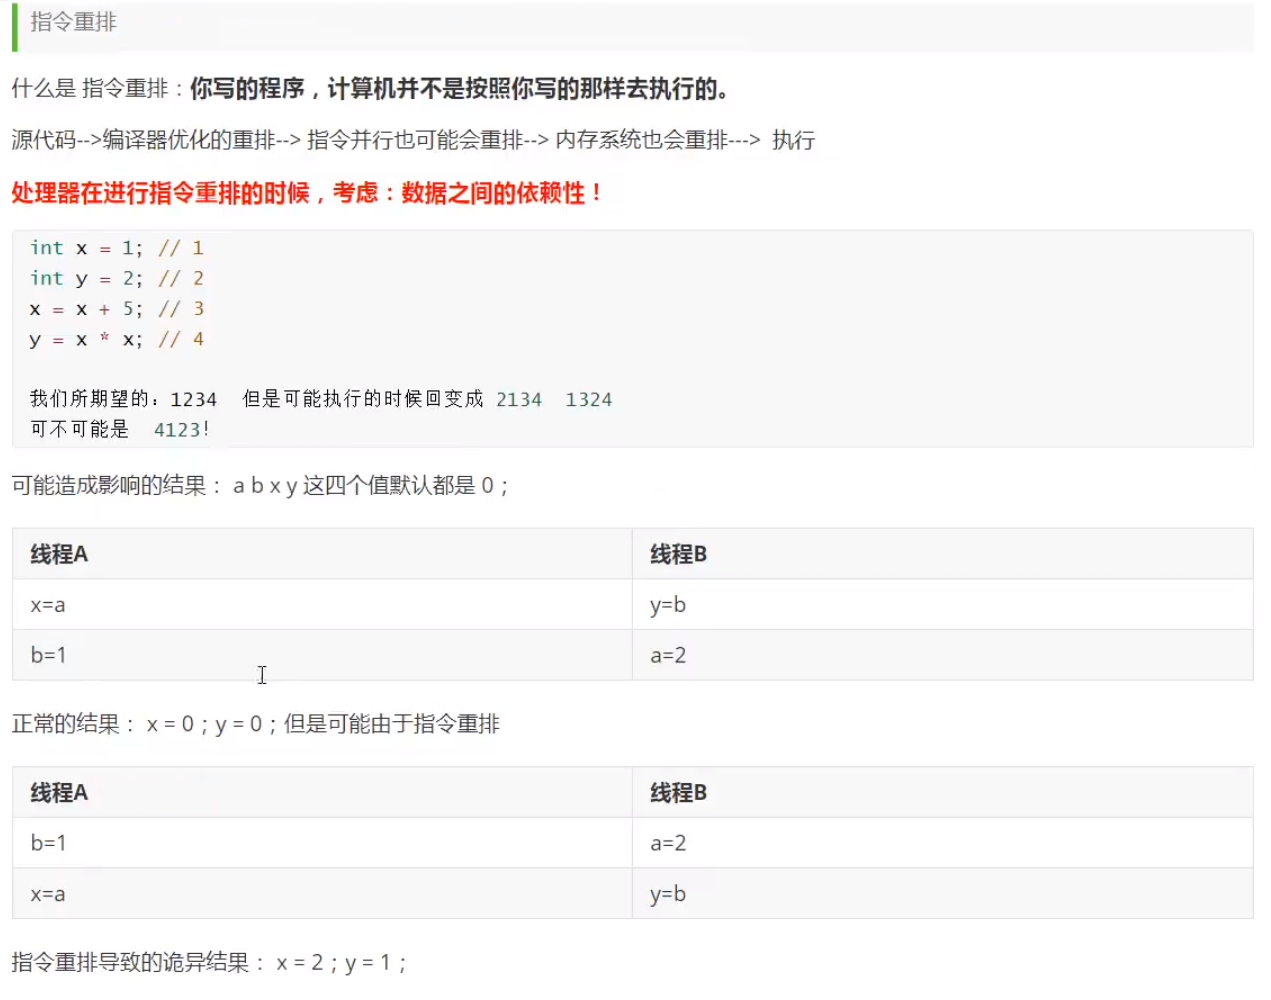 指令重排
什么是 指令重排：你写的程序，计算机并不是按照你写的那样去执行的。
源代码-->编译器优化的重排--> 指令并行也可能会重排--> 内存系统也会重排---> 执行
处理器在进行指令重排的时候，考虑：数据之间的依赖性！
int x = 1; // 1
int y = 2; // 2
x = x + 5; // 3
y = x * x; // 4
我们所期望的：1234 但是可能执行的时候回变成 2134 1324
可不可能是 4123!
可能造成影响的结果： a b x y 这四个值默认都是 0；
线程A 线程B
x=a y=b
b=1 a=2
正常的结果： x = 0；y = 0；但是可能由于指令重排
线程A 线程B
b=1 a=2
x=a y=b
指令重排导致的诡异结果： x = 2；y = 1；